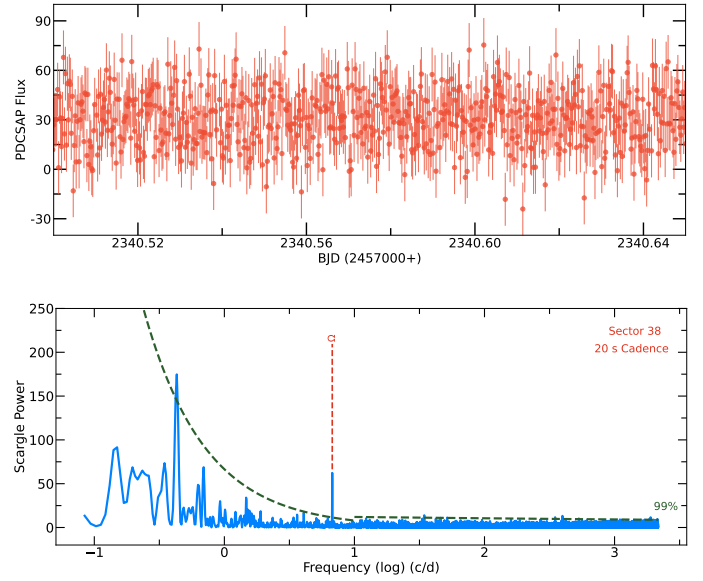 90
60
30
0
-30
PDCSAP Flux
2340.52 2340.56 2340.60 2340.64
BJD (2457000+)
250
200
150
100
50
0
Scargle Power
Ω
Sector 38
20 s Cadence
99%
−1 0 1 2 3
Frequency (log) (c/d)